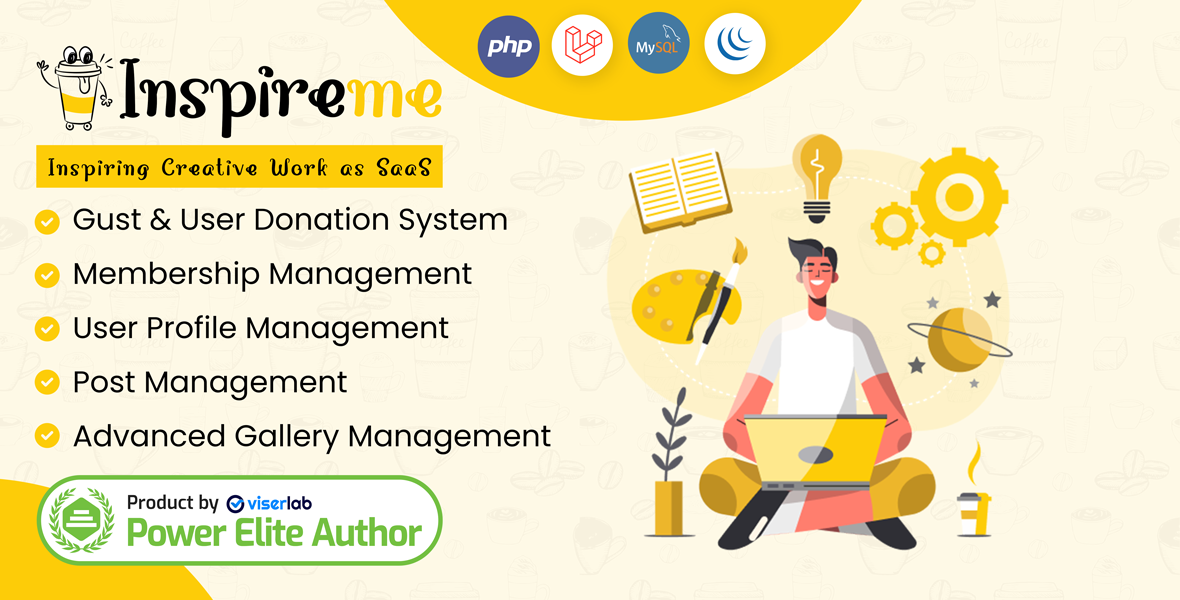 php
MySQL
Inspireme
Inspiring Creative Work as SaaS
Gust & User Donation System
Membership Management
User Profile Management
Post Management
Advanced Gallery Management
Product by viserlab
Power Elite Author